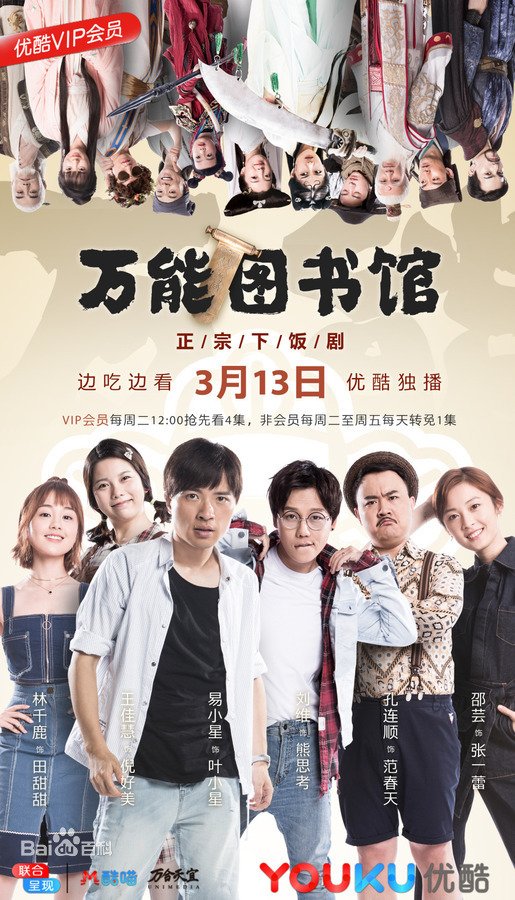 优酷VIP会员
万能图书馆
正/宗/下/饭/剧
边吃边看 3月13日 优酷独播
VIP会员每周二12:00抢先看4集，非会员每周二至周五每天转免1集
林千鹿 饰 田甜甜
王佳慧 饰 倪好美
易小星 饰 叶小星
刘维 饰 熊思考
孔连顺 饰 范春天
邵芸 饰 张一蕾
Baidu百科
联合呈现
酷喵
万合天宜
UNIMEDIA
YOUKU优酷